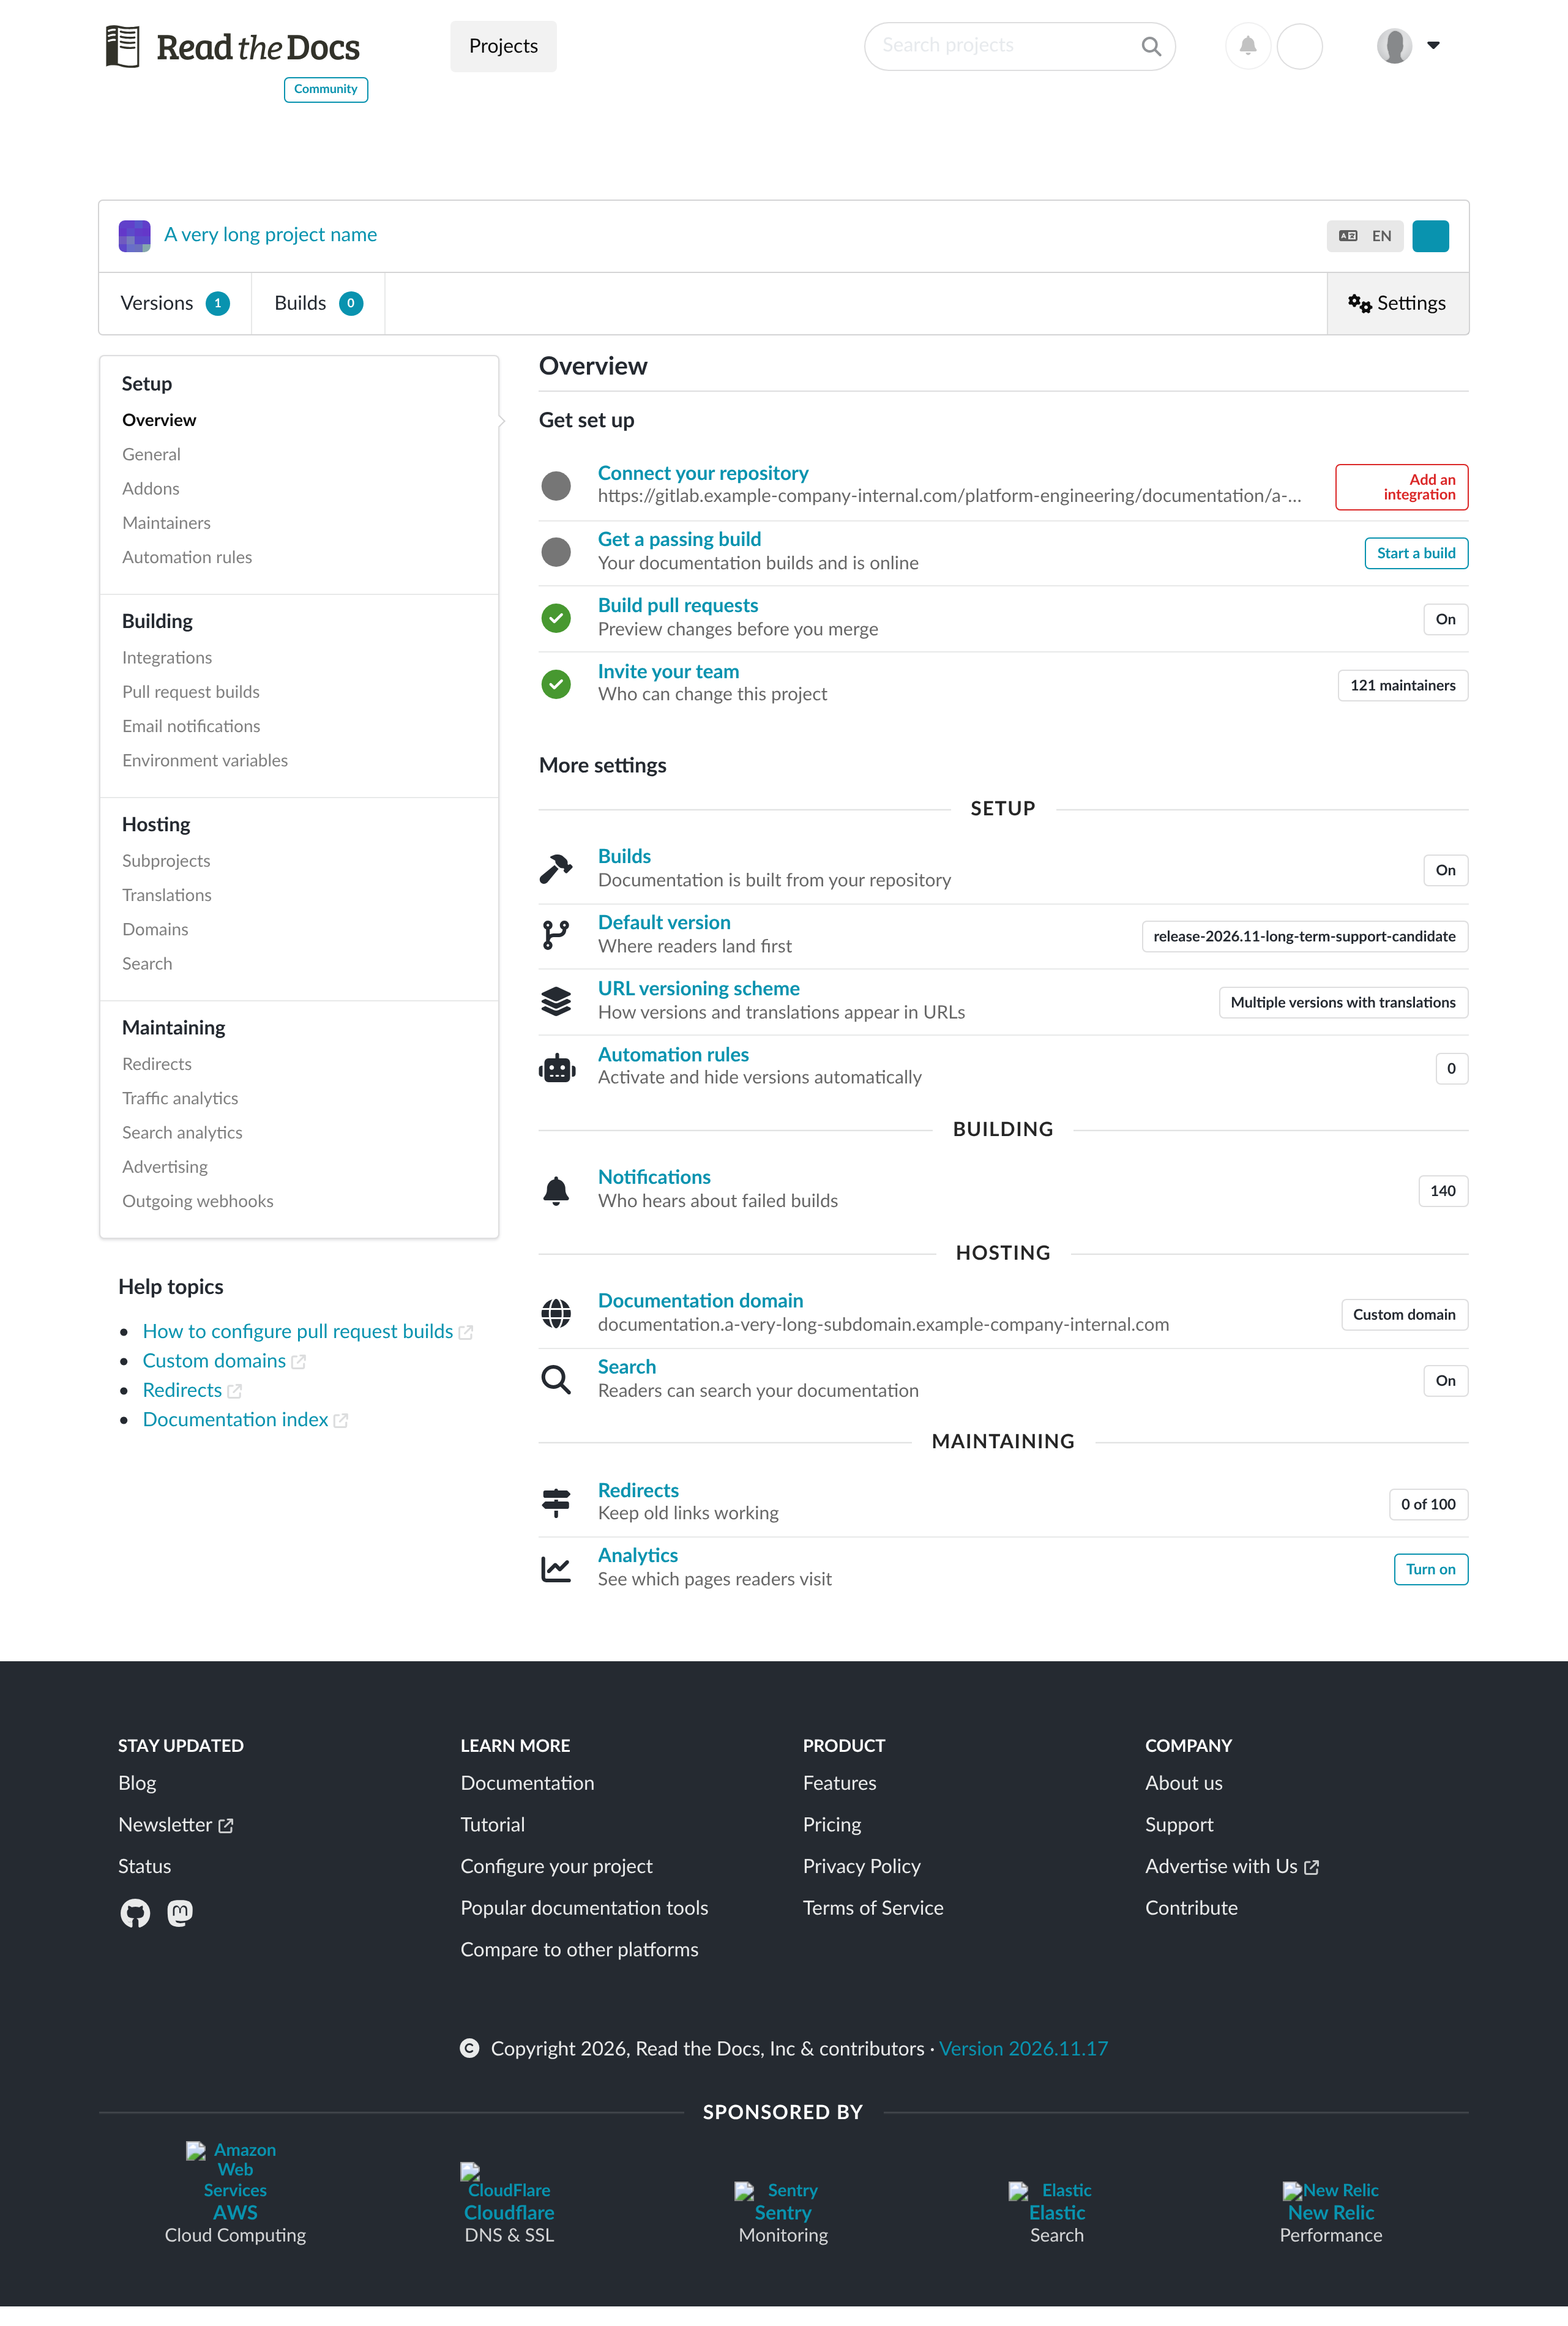 Read the Docs
Community
Projects
Search projects
A very long project name
EN
Versions 1
Builds 0
Settings
Setup
Overview
General
Addons
Maintainers
Automation rules
Building
Integrations
Pull request builds
Email notifications
Environment variables
Hosting
Subprojects
Translations
Domains
Search
Maintaining
Redirects
Traffic analytics
Search analytics
Advertising
Outgoing webhooks
Help topics
How to configure pull request builds
Custom domains
Redirects
Documentation index
Overview
Get set up
Connect your repository
https://gitlab.example-company-internal.com/platform-engineering/documentation/a-...
Add an
integration
Get a passing build
Your documentation builds and is online
Start a build
Build pull requests
Preview changes before you merge
On
Invite your team
Who can change this project
121 maintainers
More settings
SETUP
Builds
Documentation is built from your repository
On
Default version
Where readers land first
release-2026.11-long-term-support-candidate
URL versioning scheme
How versions and translations appear in URLs
Multiple versions with translations
Automation rules
Activate and hide versions automatically
0
BUILDING
Notifications
Who hears about failed builds
140
HOSTING
Documentation domain
documentation.a-very-long-subdomain.example-company-internal.com
Custom domain
Search
Readers can search your documentation
On
MAINTAINING
Redirects
Keep old links working
0 of 100
Analytics
See which pages readers visit
Turn on
STAY UPDATED
Blog
Newsletter
Status
LEARN MORE
Documentation
Tutorial
Configure your project
Popular documentation tools
Compare to other platforms
PRODUCT
Features
Pricing
Privacy Policy
Terms of Service
COMPANY
About us
Support
Advertise with Us
Contribute
Copyright 2026, Read the Docs, Inc & contributors · Version 2026.11.17
SPONSORED BY
Amazon
Web
Services
AWS
Cloud Computing
CloudFlare
Cloudflare
DNS & SSL
Sentry
Sentry
Monitoring
Elastic
Elastic
Search
New Relic
New Relic
Performance